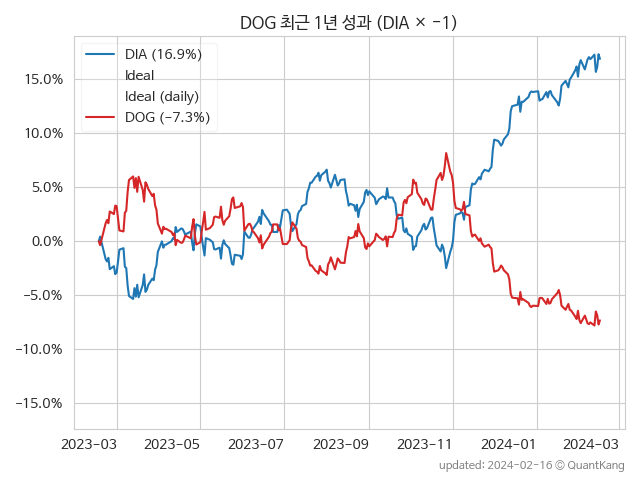 DOG 최근 1년 성과 (DIA × −1)
DIA (16.9%)
Ideal
Ideal (daily)
DOG (−7.3%)
15.0%
10.0%
5.0%
0.0%
−5.0%
−10.0%
−15.0%
2023−03 2023−05 2023−07 2023−09 2023−11 2024−01 2024−03
updated: 2024-02-16 © QuantKang